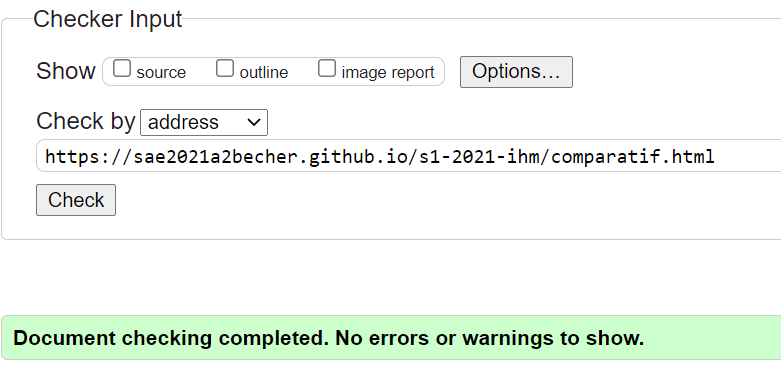 Checker Input
Show source outline image report Options...
Check by address
https://sae2021a2becher.github.io/s1-2021-ihm/comparatif.html
Check
Document checking completed. No errors or warnings to show.